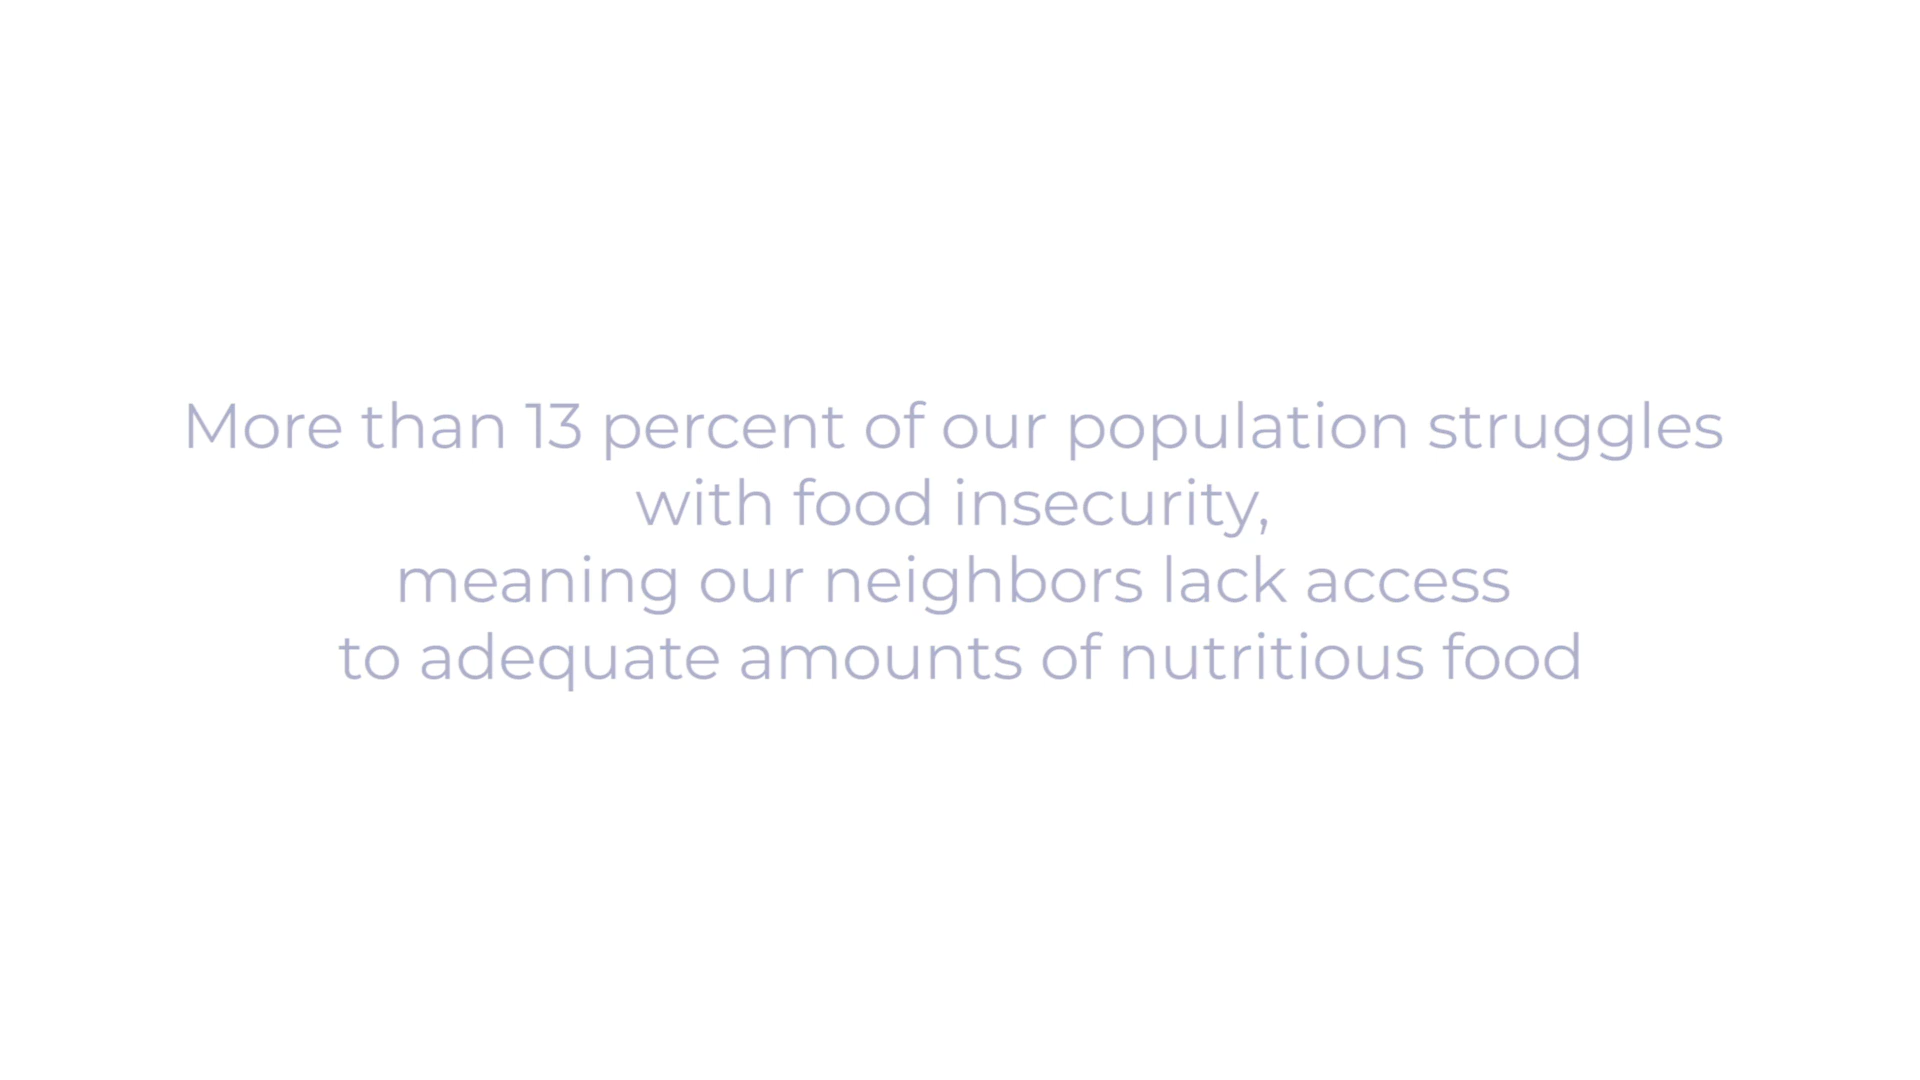 More than 13 percent of our population struggles
with food insecurity,
meaning our neighbors lack access
to adequate amounts of nutritious food